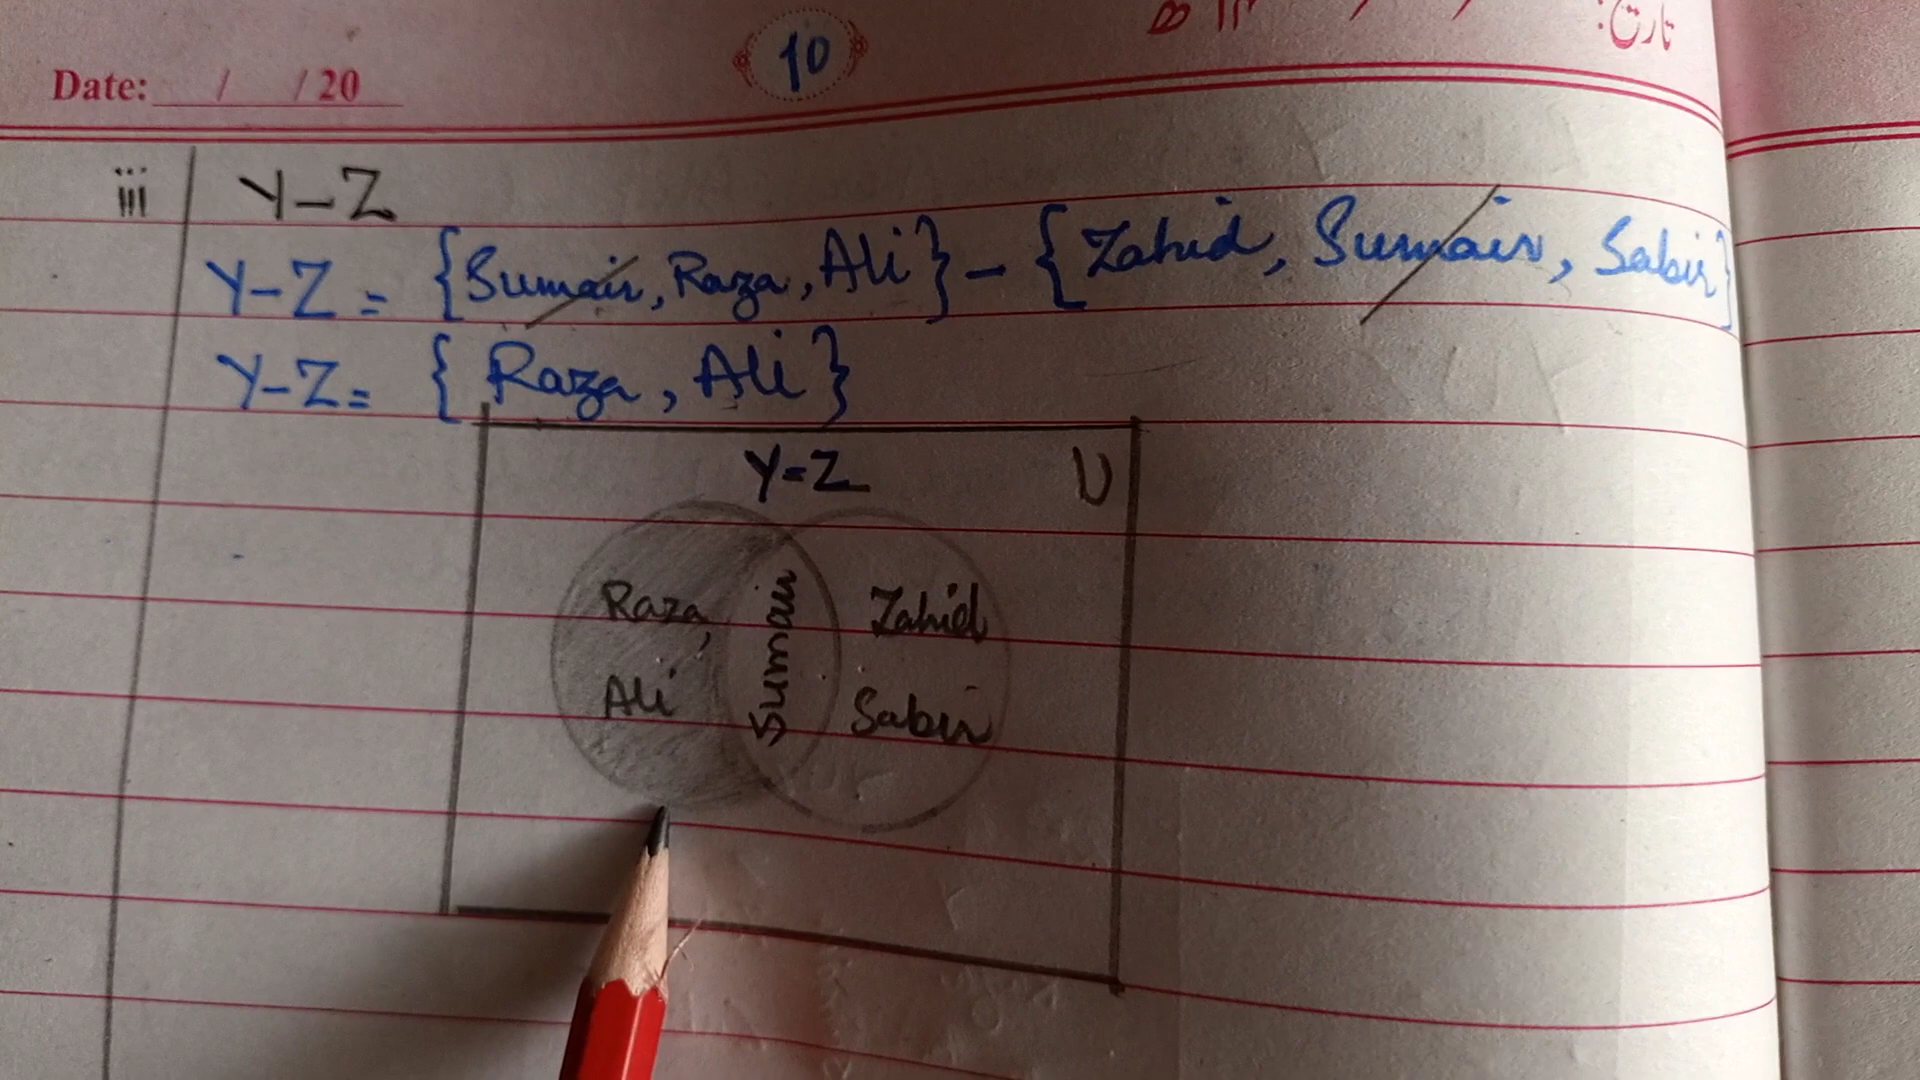 10
Date: / / 20
تاریخ:
iii Y-Z
Y-Z = {Sumair, Raza, Ali} - {Zahid, Sumair, Sabir}
Y-Z = { Raza, Ali }
Y=Z U
Raza,
Ali
Sumair
Zahid
Sabir